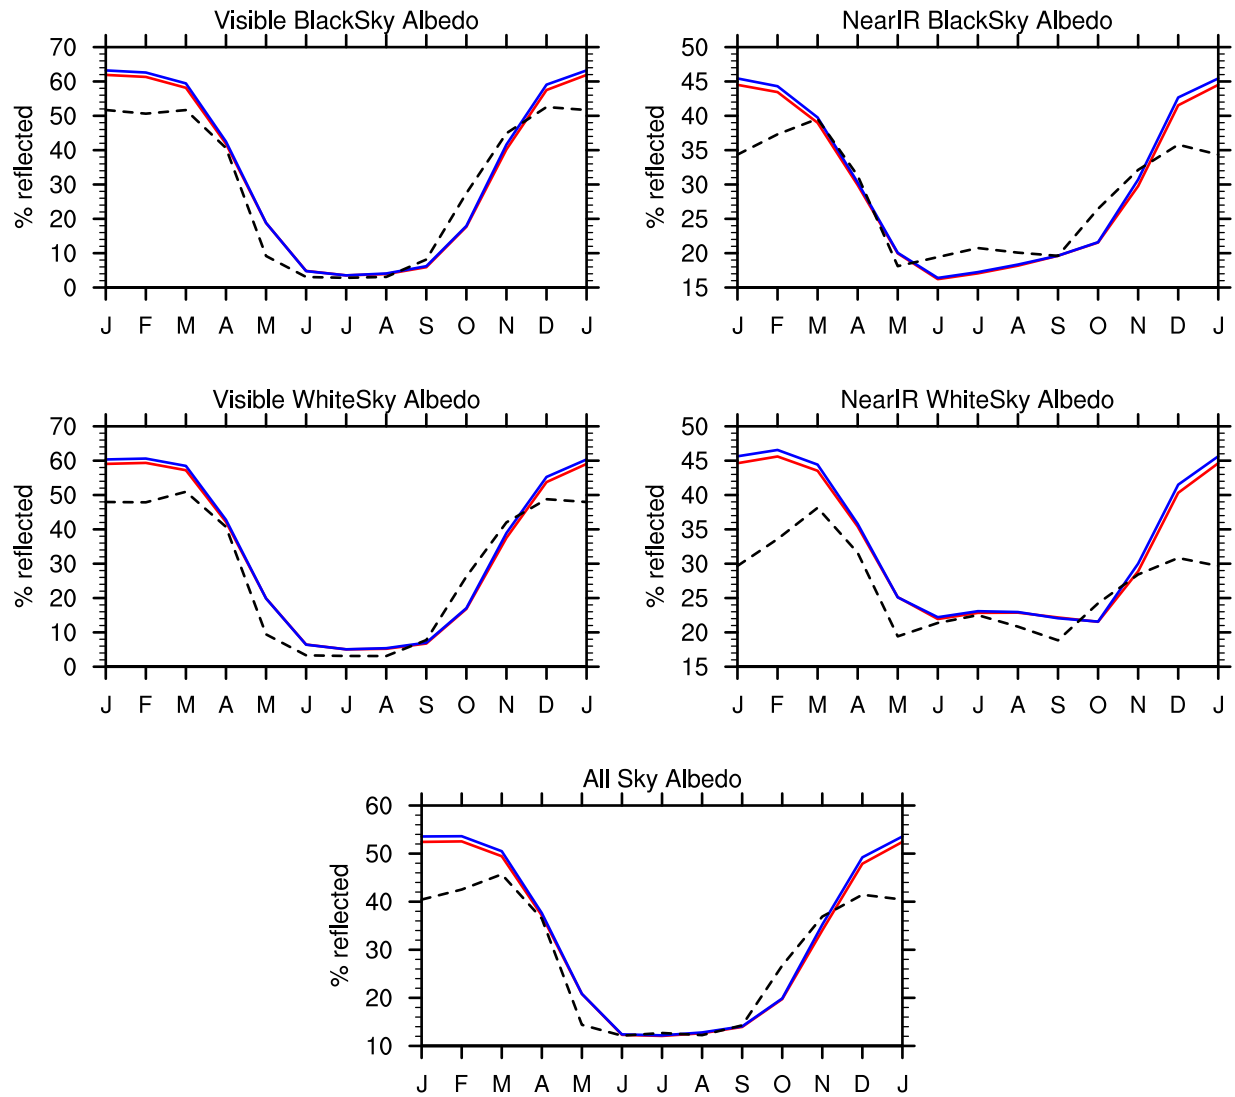 Visible BlackSky Albedo
% reflected
70
60
50
40
30
20
10
0
J F M A M J J A S O N D J
NearIR BlackSky Albedo
% reflected
50
45
40
35
30
25
20
15
J F M A M J J A S O N D J
Visible WhiteSky Albedo
% reflected
70
60
50
40
30
20
10
0
J F M A M J J A S O N D J
NearIR WhiteSky Albedo
% reflected
50
45
40
35
30
25
20
15
J F M A M J J A S O N D J
All Sky Albedo
% reflected
60
50
40
30
20
10
J F M A M J J A S O N D J